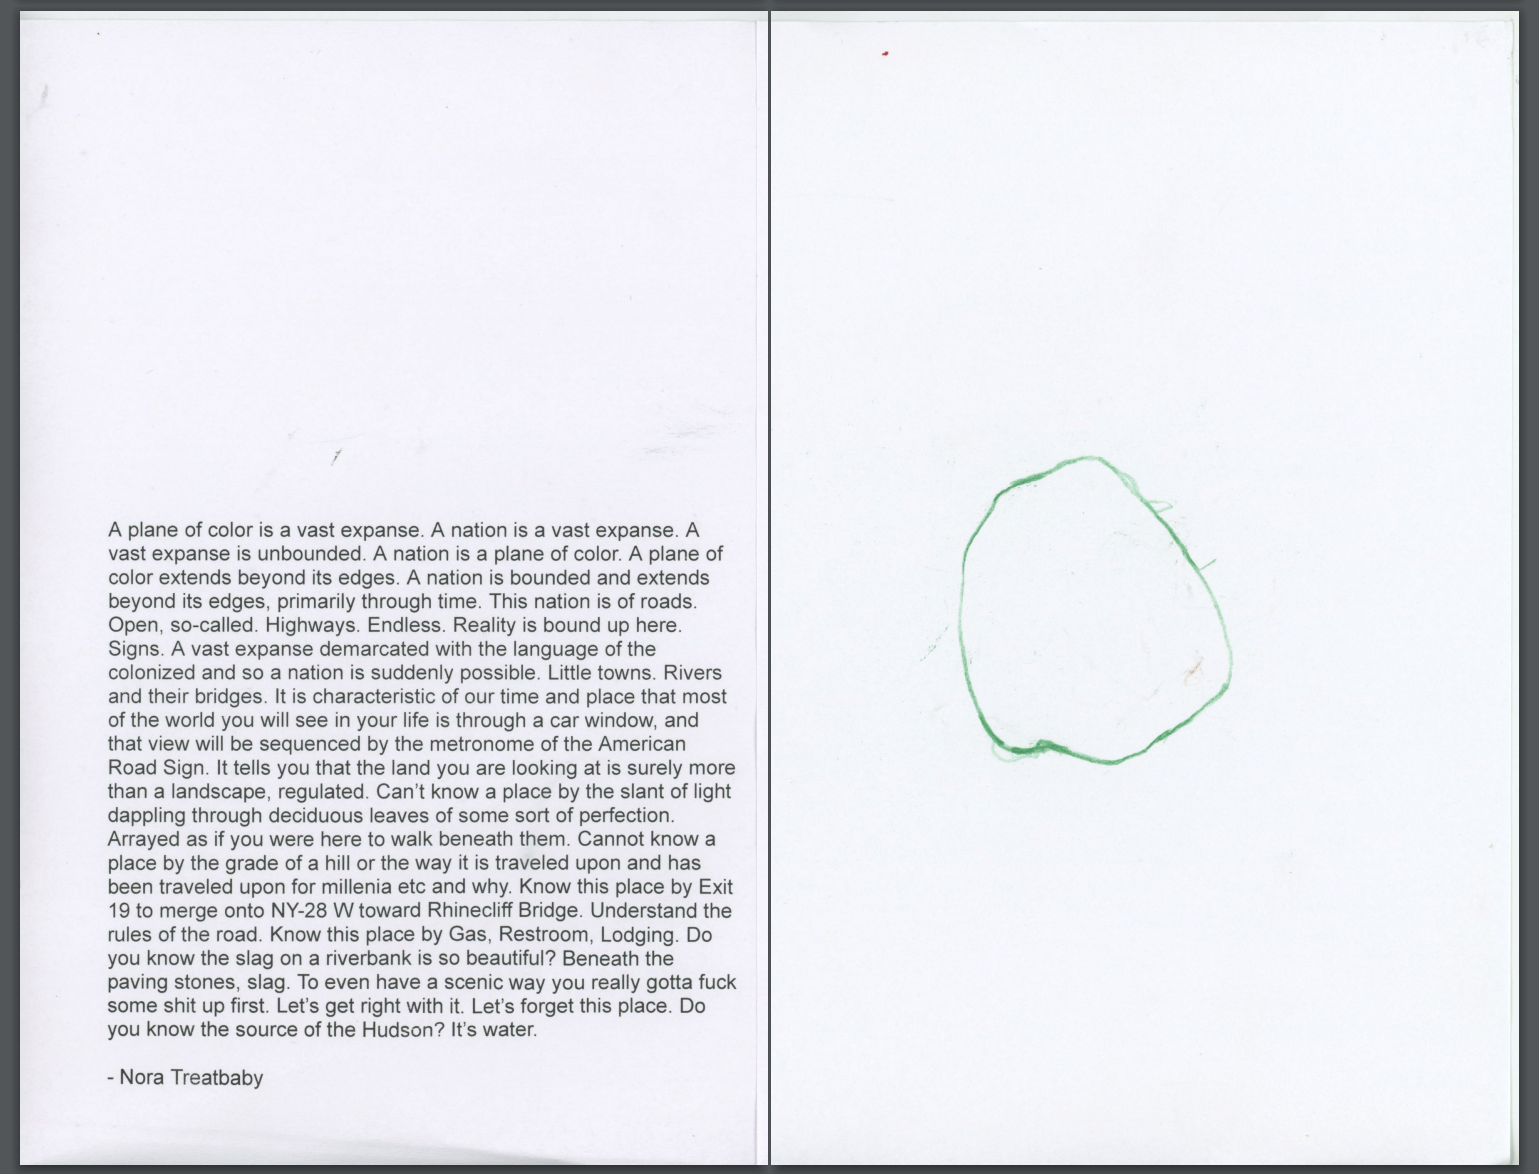 A plane of color is a vast expanse. A nation is a vast expanse. A
vast expanse is unbounded. A nation is a plane of color. A plane of
color extends beyond its edges. A nation is bounded and extends
beyond its edges, primarily through time. This nation is of roads.
Open, so-called. Highways. Endless. Reality is bound up here.
Signs. A vast expanse demarcated with the language of the
colonized and so a nation is suddenly possible. Little towns. Rivers
and their bridges. It is characteristic of our time and place that most
of the world you will see in your life is through a car window, and
that view will be sequenced by the metronome of the American
Road Sign. It tells you that the land you are looking at is surely more
than a landscape, regulated. Can’t know a place by the slant of light
dappling through deciduous leaves of some sort of perfection.
Arrayed as if you were here to walk beneath them. Cannot know a
place by the grade of a hill or the way it is traveled upon and has
been traveled upon for millenia etc and why. Know this place by Exit
19 to merge onto NY-28 W toward Rhinecliff Bridge. Understand the
rules of the road. Know this place by Gas, Restroom, Lodging. Do
you know the slag on a riverbank is so beautiful? Beneath the
paving stones, slag. To even have a scenic way you really gotta fuck
some shit up first. Let’s get right with it. Let’s forget this place. Do
you know the source of the Hudson? It’s water.
- Nora Treatbaby